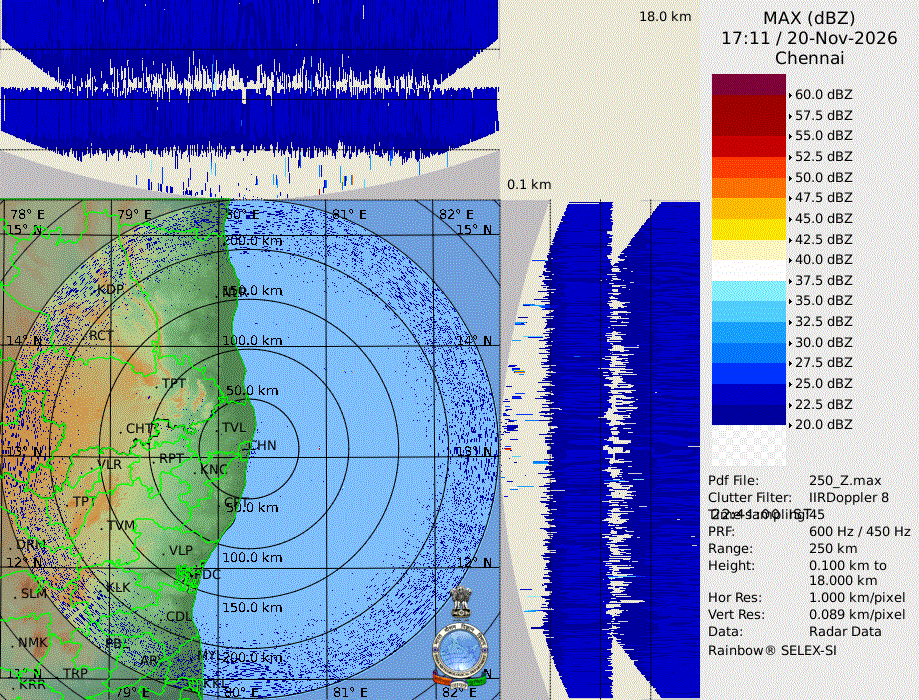 18.0 km
0.1 km
MAX (dBZ)
17:11 / 20-Nov-2026
Chennai
60.0 dBZ
57.5 dBZ
55.0 dBZ
52.5 dBZ
50.0 dBZ
47.5 dBZ
45.0 dBZ
42.5 dBZ
40.0 dBZ
37.5 dBZ
35.0 dBZ
32.5 dBZ
30.0 dBZ
27.5 dBZ
25.0 dBZ
22.5 dBZ
20.0 dBZ
78° E 79° E 80° E 81° E 82° E
15° N 15° N
200.0 km
KDP
150.0 km
RCT
14° N 100.0 km 14° N
TPT
50.0 km
CHT TVL
CHN
13° N 13° N
VLR RPT KNC
TPT
50.0 km
TVM
DRM VLP
100.0 km
12° N 12° N
PDC
KLK
SLM
150.0 km
CDL
NMK
200.0 km
TRP
KRR
79° E 80° E 81° E 82° E
Pdf File: 250_Z.max
Clutter Filter: IIRDoppler 8
Time sampling: 45
PRF: 600 Hz / 450 Hz
Range: 250 km
Height: 0.100 km to
18.000 km
Hor Res: 1.000 km/pixel
Vert Res: 0.089 km/pixel
Data: Radar Data
Rainbow® SELEX-SI